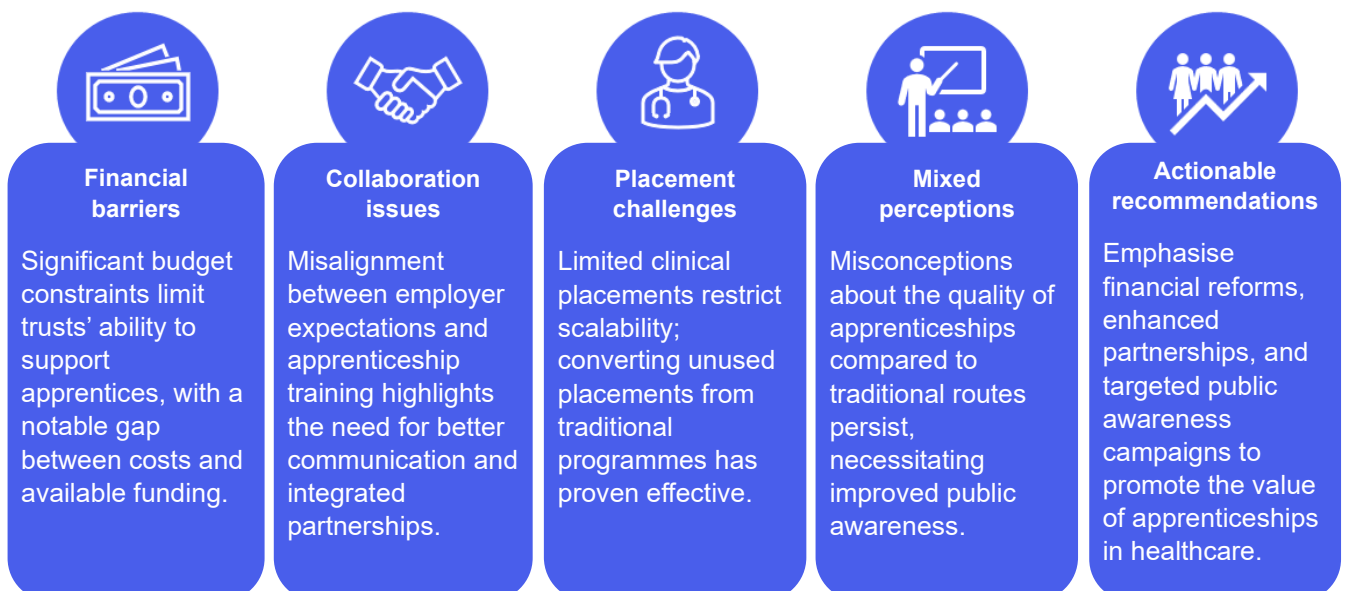 Financial
barriers
Significant budget
constraints limit
trusts’ ability to
support
apprentices, with a
notable gap
between costs and
available funding.
Collaboration
issues
Misalignment
between employer
expectations and
apprenticeship
training highlights
the need for better
communication and
integrated
partnerships.
Placement
challenges
Limited clinical
placements restrict
scalability;
converting unused
placements from
traditional
programmes has
proven effective.
Mixed
perceptions
Misconceptions
about the quality of
apprenticeships
compared to
traditional routes
persist,
necessitating
improved public
awareness.
Actionable
recommendations
Emphasise
financial reforms,
enhanced
partnerships, and
targeted public
awareness
campaigns to
promote the value
of apprenticeships
in healthcare.